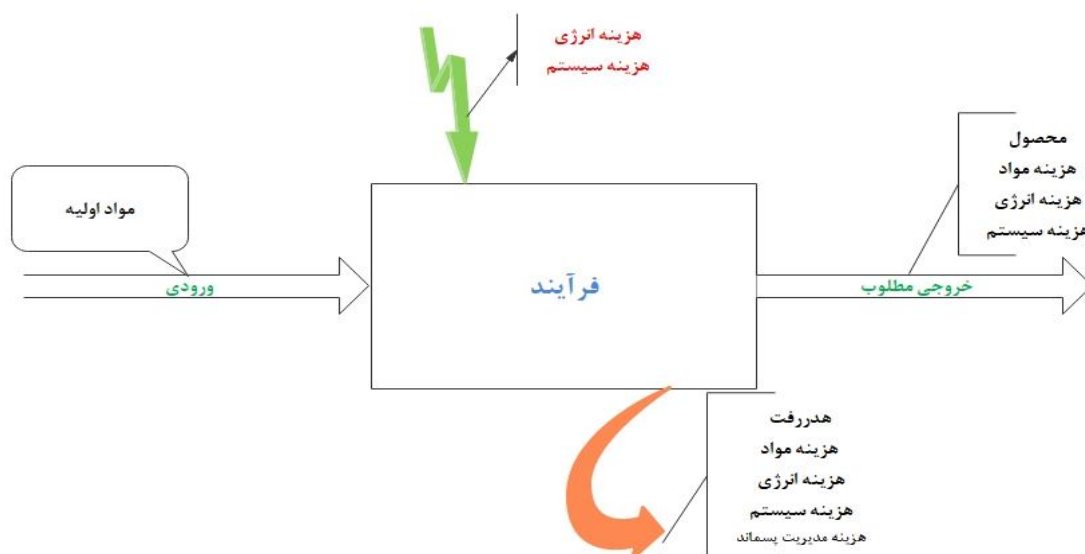 هزینه انرژی
هزینه سیستم
محصول
هزینه مواد
هزینه انرژی
هزینه سیستم
مواد اولیه
ورودی
فرآیند
خروجی مطلوب
هدررفت
هزینه مواد
هزینه انرژی
هزینه سیستم
هزینه مدیریت پسماند